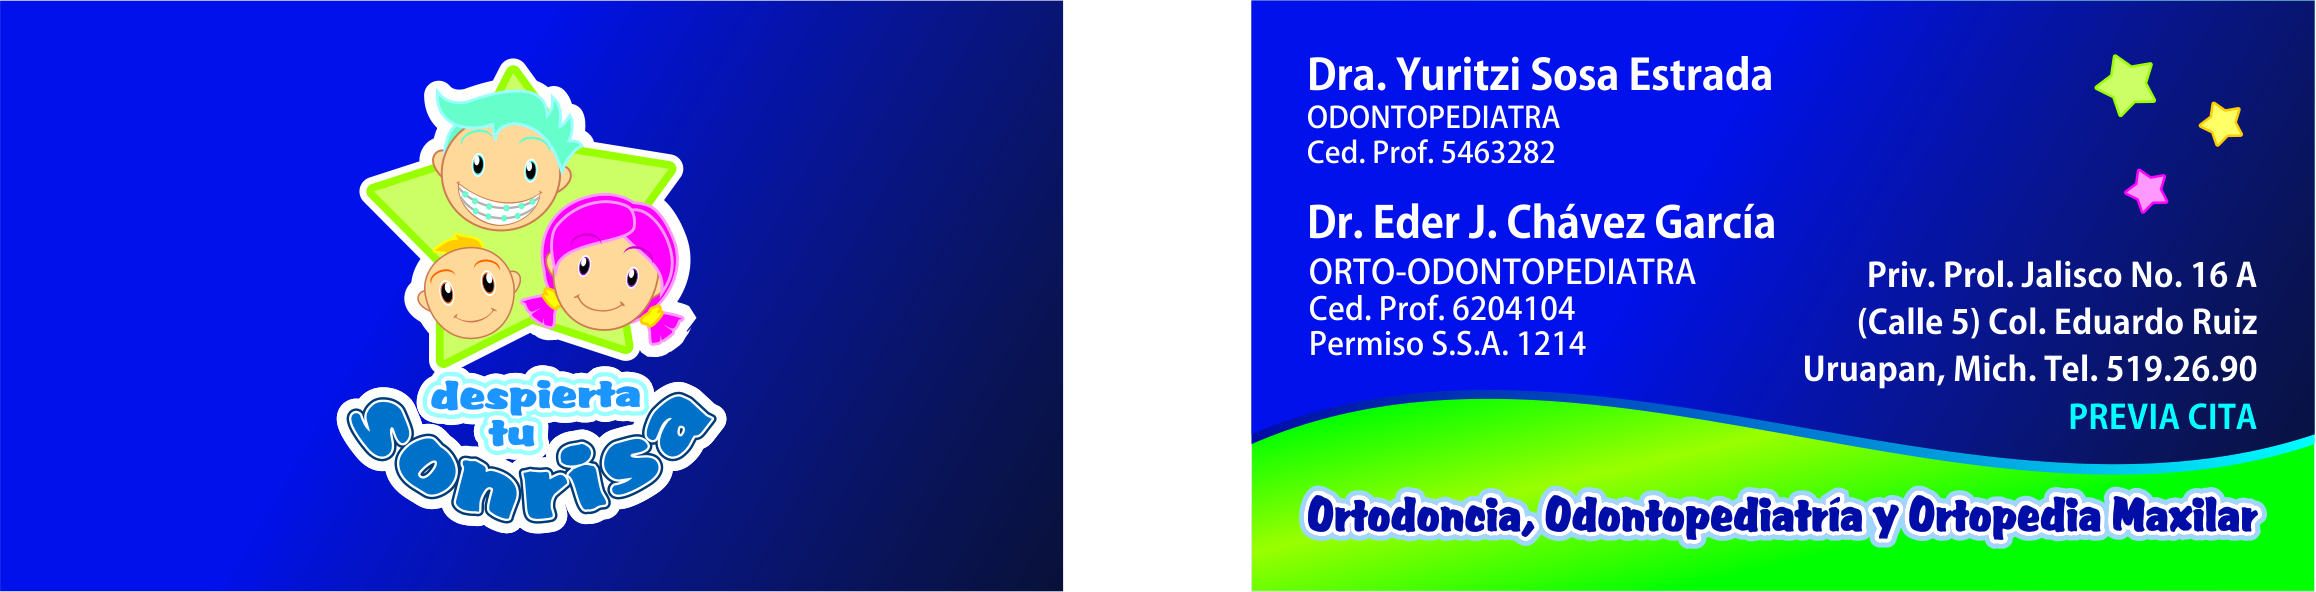 despierta
tu
sonrisa
Dra. Yuritzi Sosa Estrada
ODONTOPEDIATRA
Ced. Prof. 5463282
Dr. Eder J. Chávez García
ORTO-ODONTOPEDIATRA
Ced. Prof. 6204104
Permiso S.S.A. 1214
Priv. Prol. Jalisco No. 16 A
(Calle 5) Col. Eduardo Ruiz
Uruapan, Mich. Tel. 519.26.90
PREVIA CITA
Ortodoncia, Odontopediatría y Ortopedia Maxilar